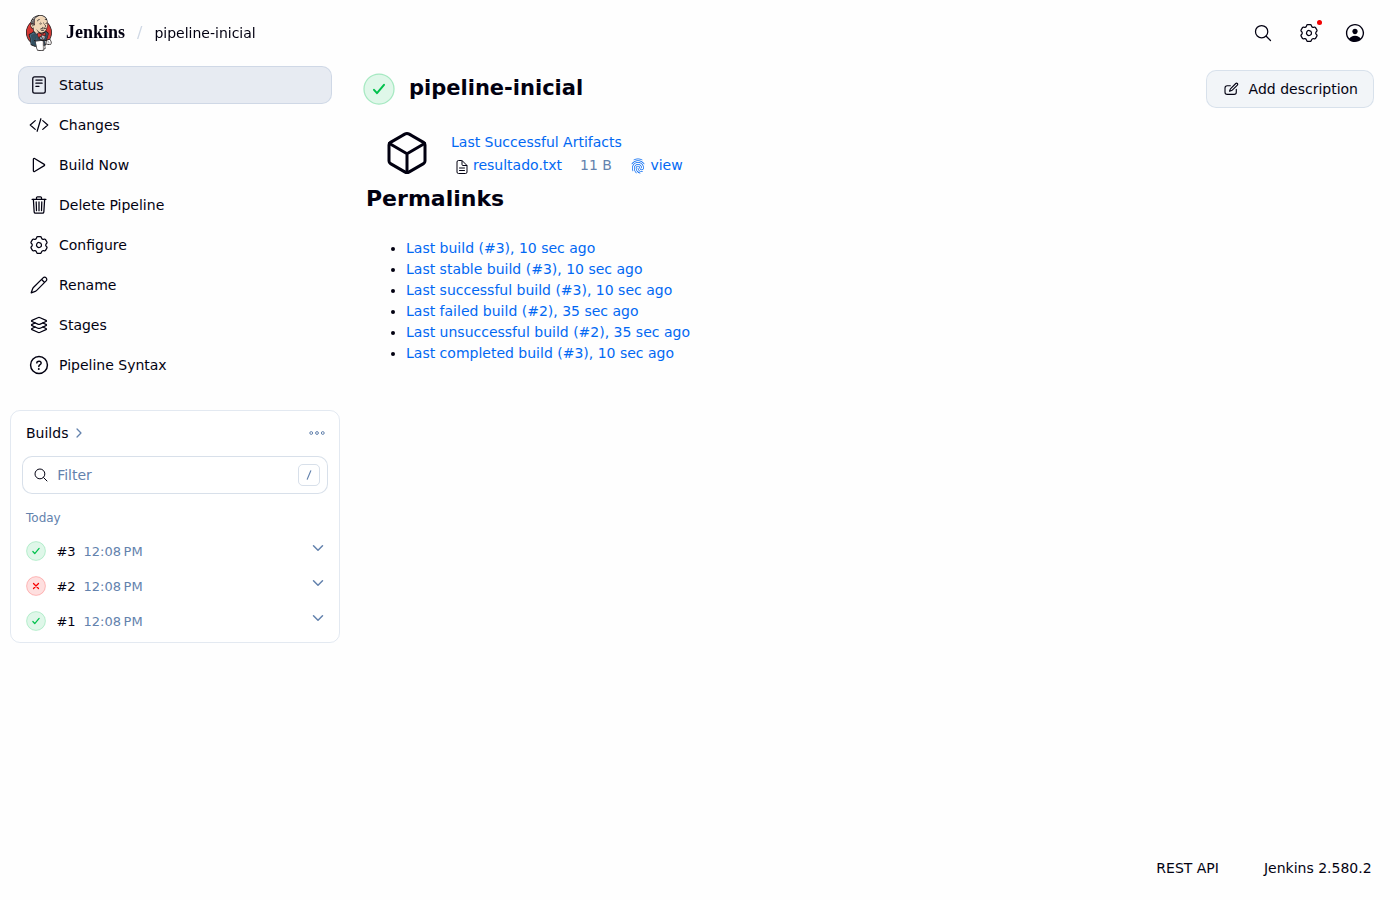 Jenkins / pipeline-inicial
Status
Changes
Build Now
Delete Pipeline
Configure
Rename
Stages
Pipeline Syntax
Builds
Filter /
Today
#3 12:08 PM
#2 12:08 PM
#1 12:08 PM
pipeline-inicial
Add description
Last Successful Artifacts
resultado.txt 11 B view
Permalinks
Last build (#3), 10 sec ago
Last stable build (#3), 10 sec ago
Last successful build (#3), 10 sec ago
Last failed build (#2), 35 sec ago
Last unsuccessful build (#2), 35 sec ago
Last completed build (#3), 10 sec ago
REST API Jenkins 2.580.2